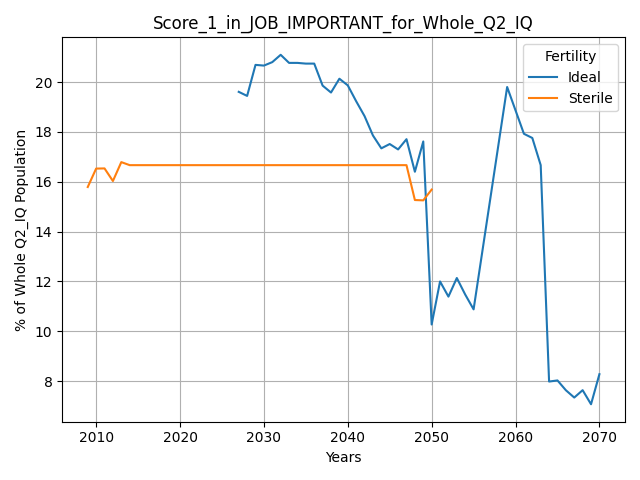 Score_1_in_JOB_IMPORTANT_for_Whole_Q2_IQ
Fertility
Ideal
Sterile
% of Whole Q2_IQ Population
20
18
16
14
12
10
8
2010 2020 2030 2040 2050 2060 2070
Years